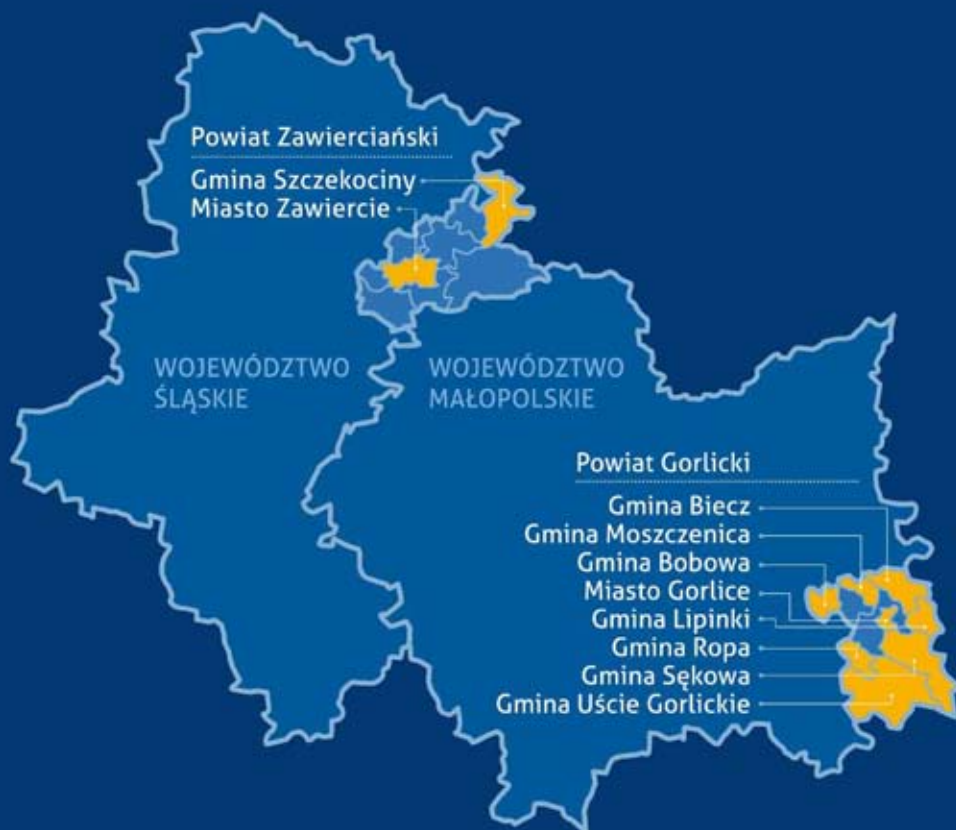 Powiat Zawierciański
Gmina Szczekociny
Miasto Zawiercie
WOJEWÓDZTWO
ŚLĄSKIE
WOJEWÓDZTWO
MAŁOPOLSKIE
Powiat Gorlicki
Gmina Biecz
Gmina Moszczenica
Gmina Bobowa
Miasto Gorlice
Gmina Lipinki
Gmina Ropa
Gmina Sękowa
Gmina Uście Gorlickie